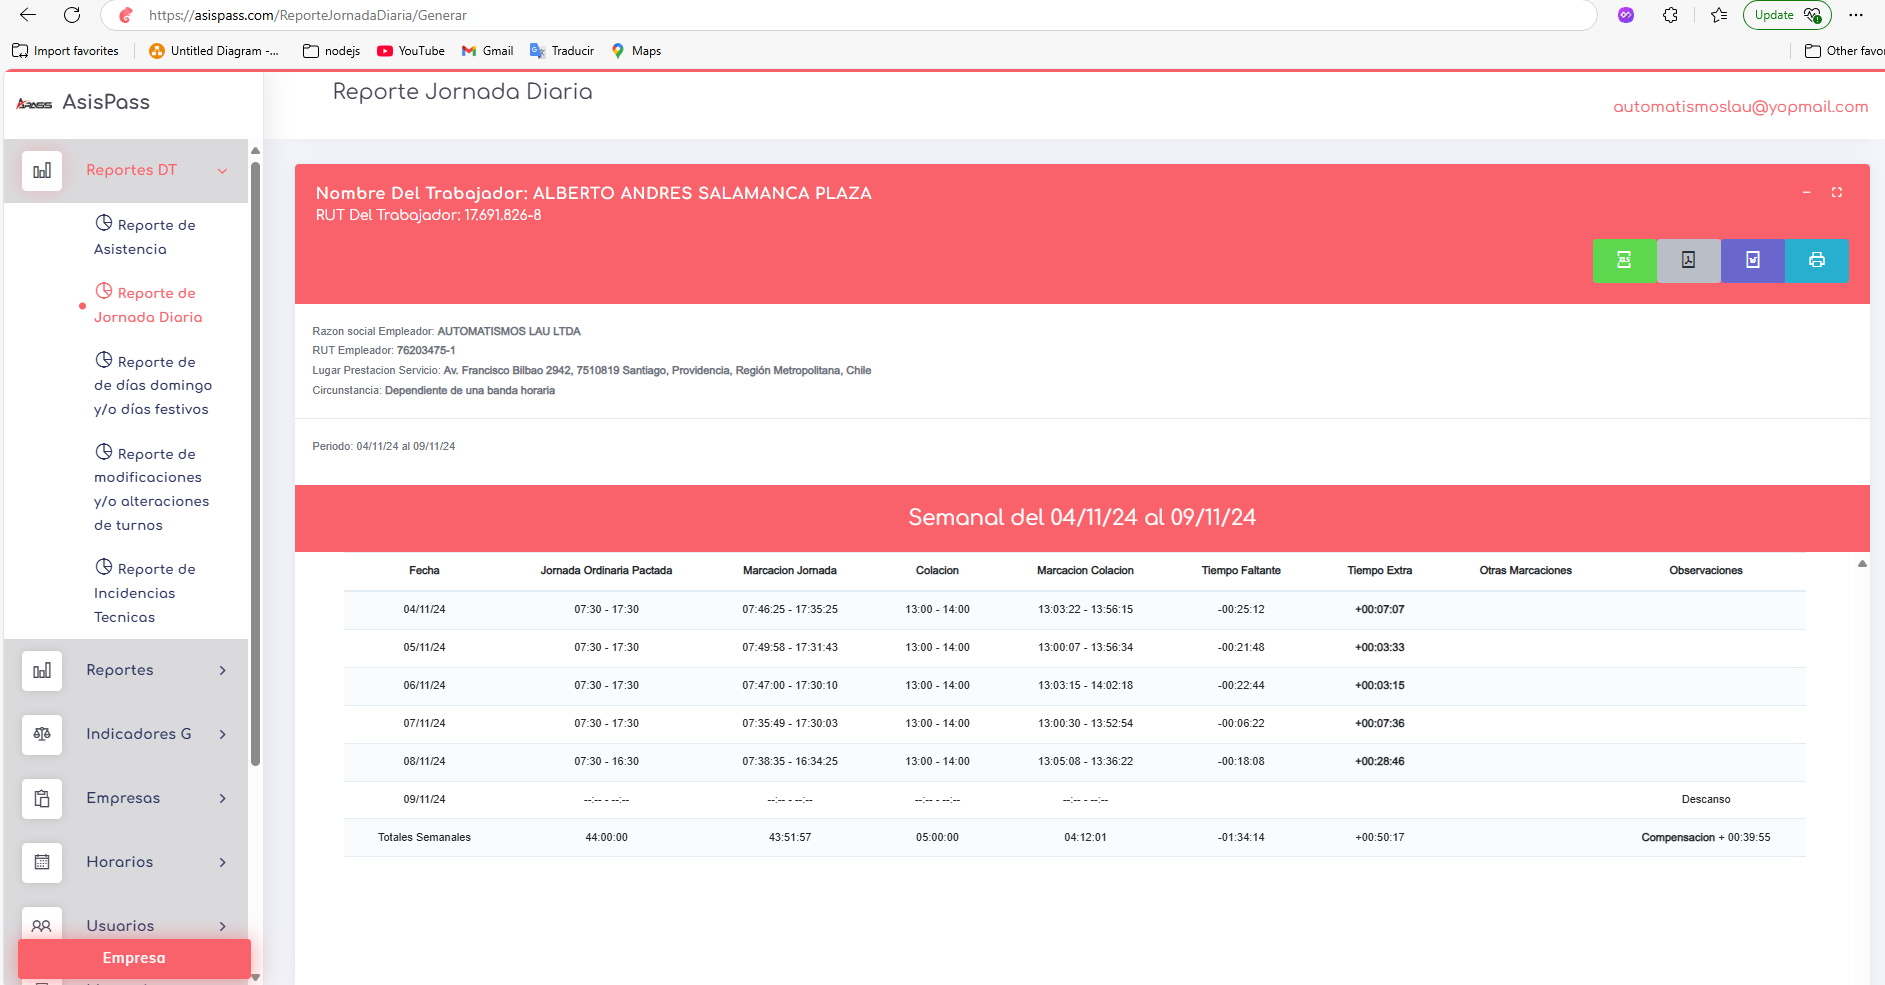 https://asispass.com/ReporteJornadaDiaria/Generar
Update
Import favorites
Untitled Diagram -...
nodejs
YouTube
Gmail
Traducir
Maps
Other favor
APASS AsisPass
Reporte Jornada Diaria
automatismoslau@yopmail.com
Reportes DT
Reporte de
Asistencia
Reporte de
Jornada Diaria
Reporte de
de días domingo
y/o días festivos
Reporte de
modificaciones
y/o alteraciones
de turnos
Reporte de
Incidencias
Tecnicas
Reportes
Indicadores G
Empresas
Horarios
Usuarios
Empresa
Nombre Del Trabajador: ALBERTO ANDRES SALAMANCA PLAZA
RUT Del Trabajador: 17.691.826-8
XLS
Razon social Empleador: AUTOMATISMOS LAU LTDA
RUT Empleador: 76203475-1
Lugar Prestacion Servicio: Av. Francisco Bilbao 2942, 7510819 Santiago, Providencia, Región Metropolitana, Chile
Circunstancia: Dependiente de una banda horaria
Periodo: 04/11/24 al 09/11/24
Semanal del 04/11/24 al 09/11/24
Fecha Jornada Ordinaria Pactada Marcacion Jornada Colacion Marcacion Colacion Tiempo Faltante Tiempo Extra Otras Marcaciones Observaciones
04/11/24 07:30 - 17:30 07:46:25 - 17:35:25 13:00 - 14:00 13:03:22 - 13:56:15 -00:25:12 +00:07:07
05/11/24 07:30 - 17:30 07:49:58 - 17:31:43 13:00 - 14:00 13:00:07 - 13:56:34 -00:21:48 +00:03:33
06/11/24 07:30 - 17:30 07:47:00 - 17:30:10 13:00 - 14:00 13:03:15 - 14:02:18 -00:22:44 +00:03:15
07/11/24 07:30 - 17:30 07:35:49 - 17:30:03 13:00 - 14:00 13:00:30 - 13:52:54 -00:06:22 +00:07:36
08/11/24 07:30 - 16:30 07:38:35 - 16:34:25 13:00 - 14:00 13:05:08 - 13:36:22 -00:18:08 +00:28:46
09/11/24 --:-- - --:-- --:-- - --:-- --:-- - --:-- --:-- - --:-- Descanso
Totales Semanales 44:00:00 43:51:57 05:00:00 04:12:01 -01:34:14 +00:50:17 Compensacion + 00:39:55